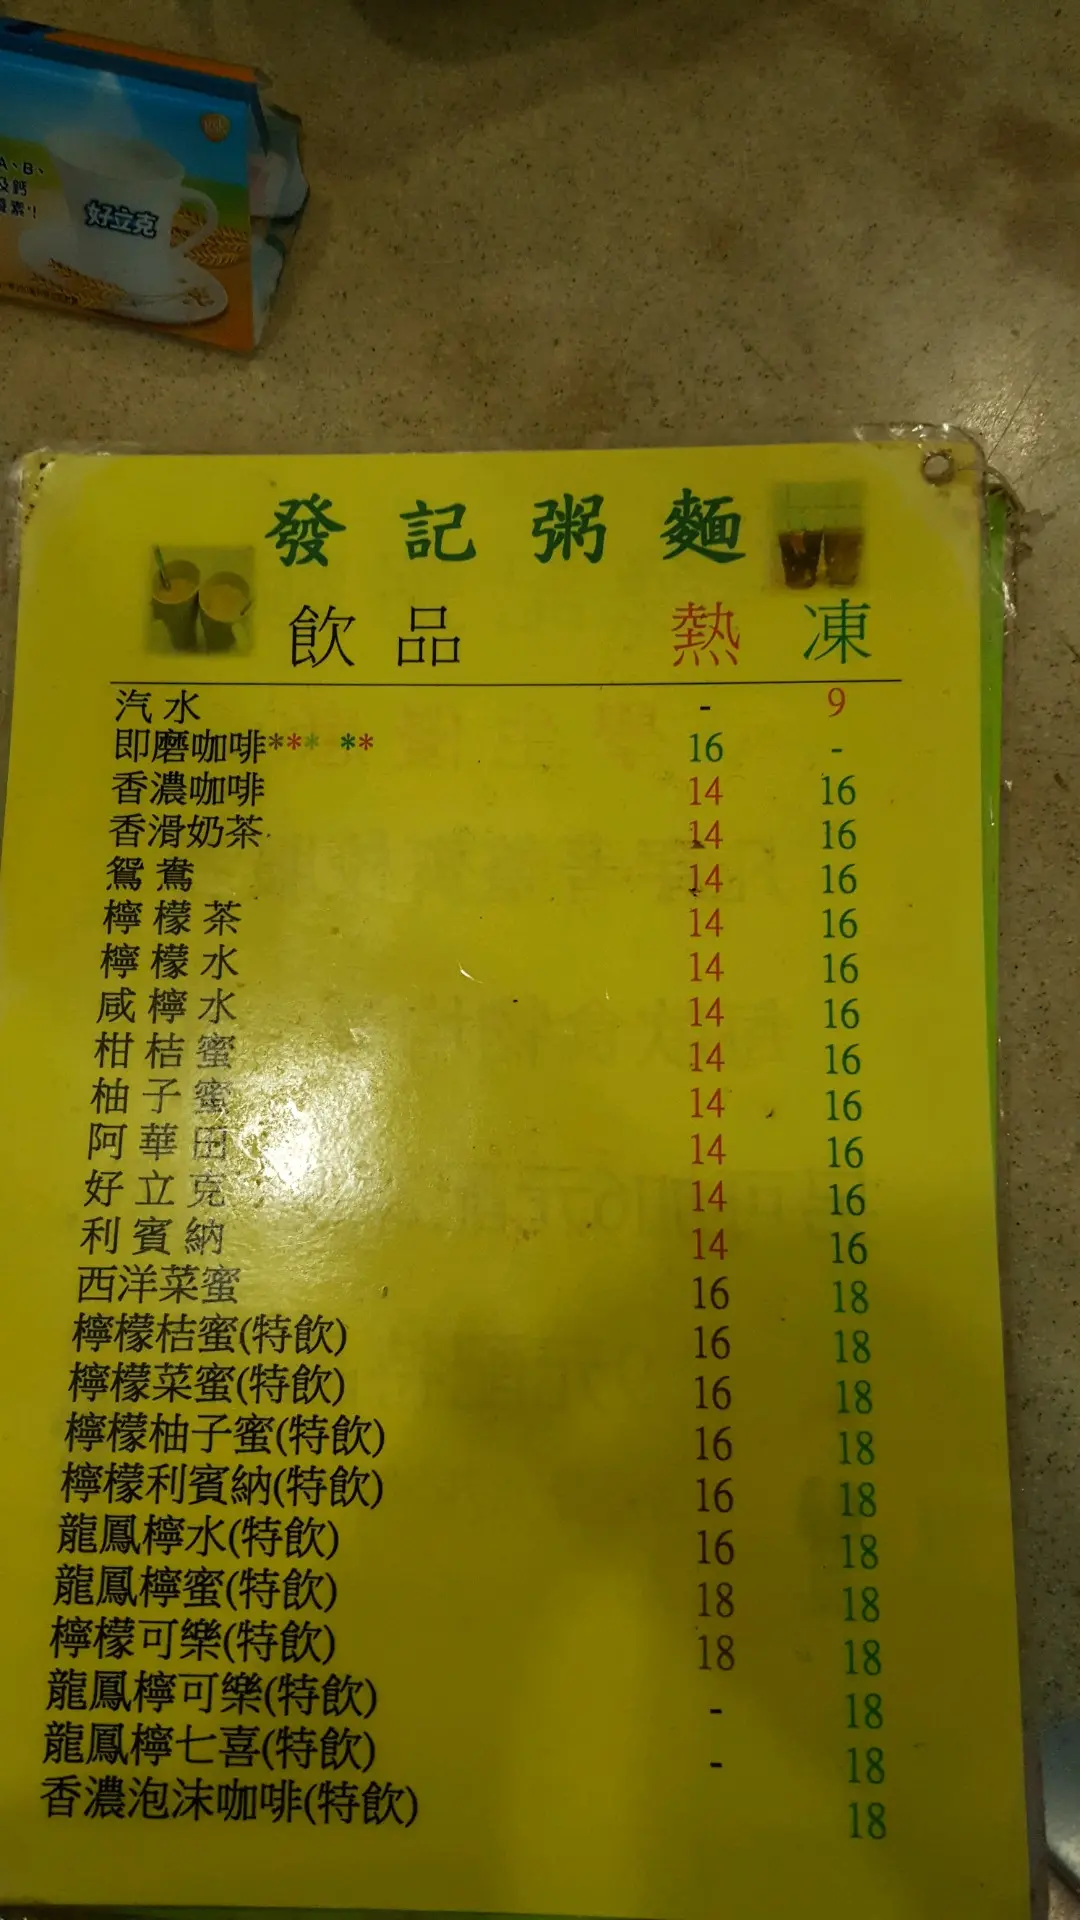 A、B、
及鈣
素!
好立克
發記粥麵
飲品 熱 凍
汽水 - 9
即磨咖啡*** ** 16 -
香濃咖啡 14 16
香滑奶茶 14 16
鴛鴦 14 16
檸檬茶 14 16
檸檬水 14 16
咸檸水 14 16
柑桔蜜 14 16
柚子蜜 14 16
阿華田 14 16
好立克 14 16
利賓納 14 16
西洋菜蜜 16 18
檸檬桔蜜(特飲) 16 18
檸檬菜蜜(特飲) 16 18
檸檬柚子蜜(特飲) 16 18
檸檬利賓納(特飲) 16 18
龍鳳檸水(特飲) 16 18
龍鳳檸蜜(特飲) 18 18
檸檬可樂(特飲) 18 18
龍鳳檸可樂(特飲) - 18
龍鳳檸七喜(特飲) - 18
香濃泡沫咖啡(特飲) 18